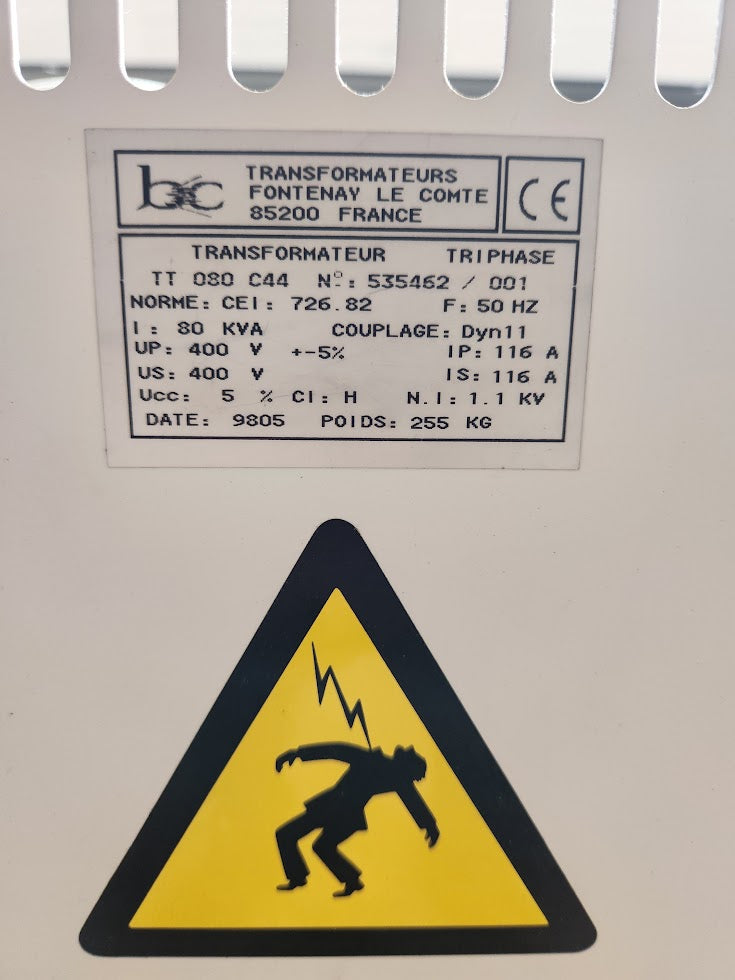 bc
TRANSFORMATEURS
FONTENAY LE COMTE
85200 FRANCE
CE
TRANSFORMATEUR TRIPHASE
TT 080 C44 Nº: 535462 / 001
NORME: CEI: 726.82 F: 50 HZ
I: 80 KVA COUPLAGE: Dyn11
UP: 400 V +-5% IP: 116 A
US: 400 V IS: 116 A
Ucc: 5 % CI: H N.I: 1.1 KV
DATE: 9805 POIDS: 255 KG